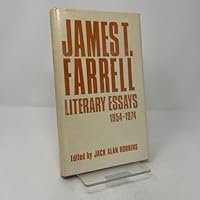 JAMES T.
FARRELL
LITERARY ESSAYS
1954-1974
Edited by JACK ALAN ROBBINS